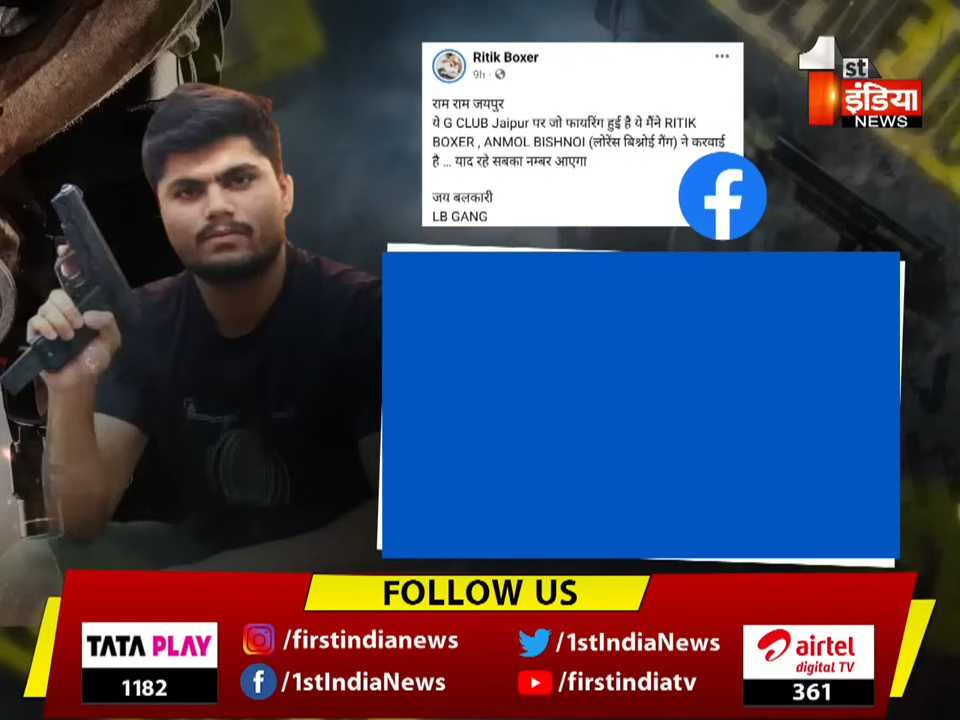 Ritik Boxer
9h
राम राम जयपुर
ये G CLUB Jaipur पर जो फायरिंग हुई है ये मैंने RITIK
BOXER , ANMOL BISHNOI (लोरेंस बिश्नोई गैंग) ने करवाई
है ... याद रहे सबका नम्बर आएगा
जय बलकारी
LB GANG
1st
इंडिया
NEWS
FOLLOW US
TATA PLAY
1182
/firstindianews
/1stIndiaNews
/1stIndiaNews
/firstindiatv
airtel
digital TV
361